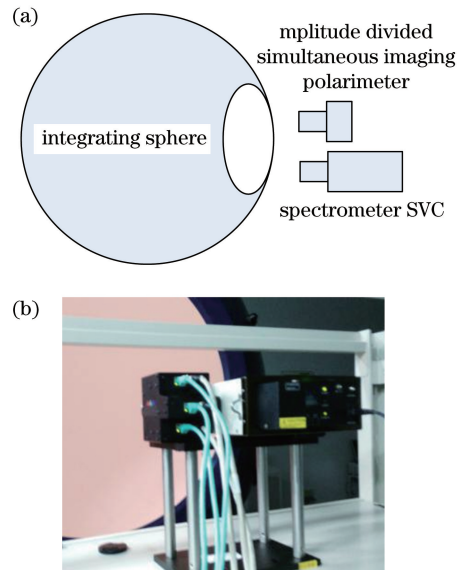 (a)
mplitude divided
simultaneous imaging
polarimeter
integrating sphere
spectrometer SVC
(b)